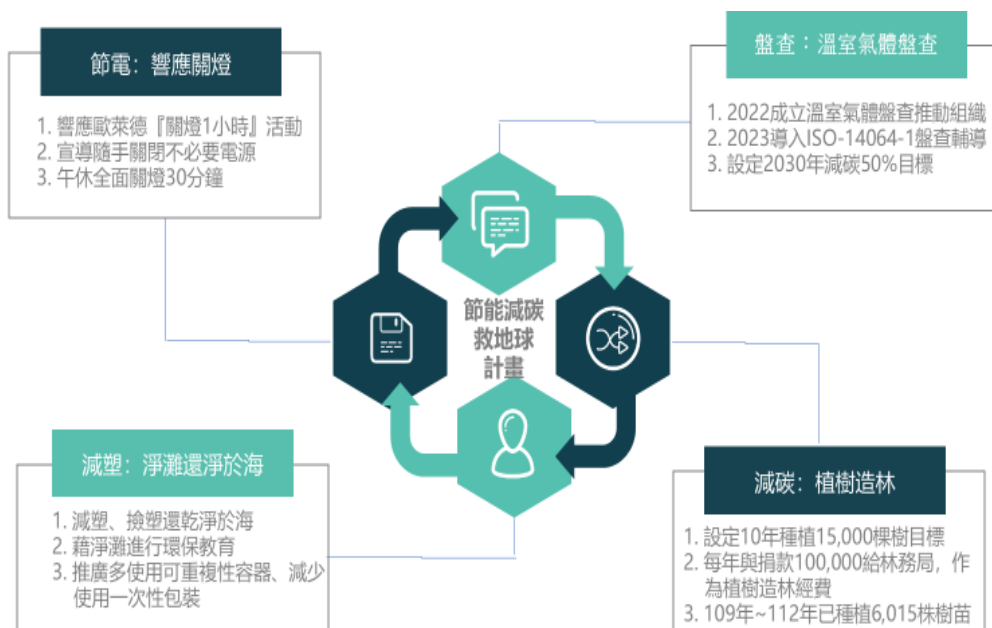 節電：響應關燈
1. 響應歐萊德『關燈1小時』活動
2. 宣導隨手關閉不必要電源
3. 午休全面關燈30分鐘
盤查：溫室氣體盤查
1. 2022成立溫室氣體盤查推動組織
2. 2023導入ISO-14064-1盤查輔導
3. 設定2030年減碳50%目標
節能減碳
救地球
計畫
減塑：淨灘還淨於海
1. 減塑、撿塑還乾淨於海
2. 藉淨灘進行環保教育
3. 推廣多使用可重複性容器、減少
使用一次性包裝
減碳：植樹造林
1. 設定10年種植15,000棵樹目標
2. 每年與捐款100,000給林務局，作
為植樹造林經費
3. 109年~112年已種植6,015株樹苗